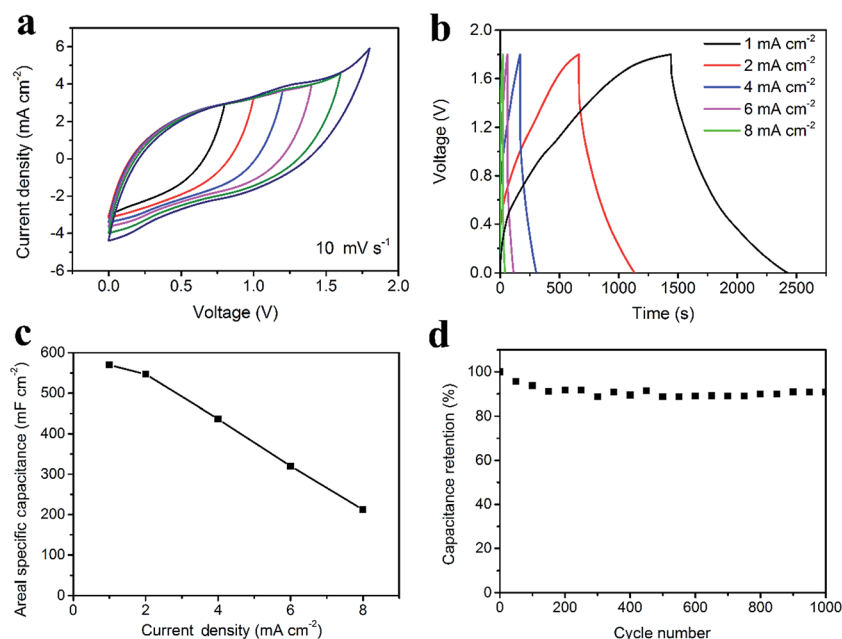 a
Current density (mA cm⁻²)
6
4
2
0
-2
-4
-6
10 mV s⁻¹
0.0
0.5
1.0
1.5
2.0
Voltage (V)
b
Voltage (V)
2.0
1.6
1.2
0.8
0.4
0.0
1 mA cm⁻²
2 mA cm⁻²
4 mA cm⁻²
6 mA cm⁻²
8 mA cm⁻²
0
500
1000
1500
2000
2500
Time (s)
c
Areal specific capacitance (mF cm⁻²)
600
500
400
300
200
100
0
0
2
4
6
8
Current density (mA cm⁻²)
d
Capacitance retention (%)
100
80
60
40
20
0
0
200
400
600
800
1000
Cycle number